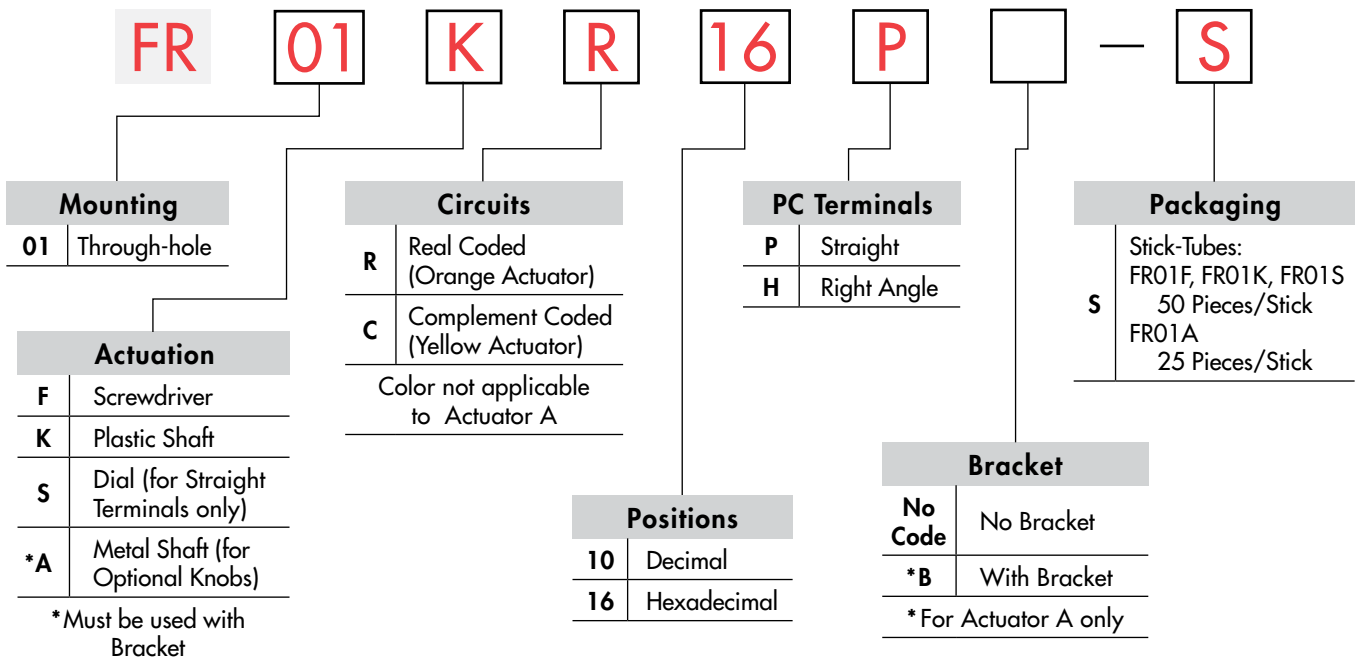 FR 01 K R 16 P — S
Mounting
01 Through-hole
Actuation
F Screwdriver
K Plastic Shaft
S Dial (for Straight
Terminals only)
*A Metal Shaft (for
Optional Knobs)
*Must be used with
Bracket
Circuits
R Real Coded
(Orange Actuator)
C Complement Coded
(Yellow Actuator)
Color not applicable
to Actuator A
Positions
10 Decimal
16 Hexadecimal
PC Terminals
P Straight
H Right Angle
Bracket
No
Code No Bracket
*B With Bracket
*For Actuator A only
Packaging
Stick-Tubes:
FR01F, FR01K, FR01S
S 50 Pieces/Stick
FR01A
25 Pieces/Stick